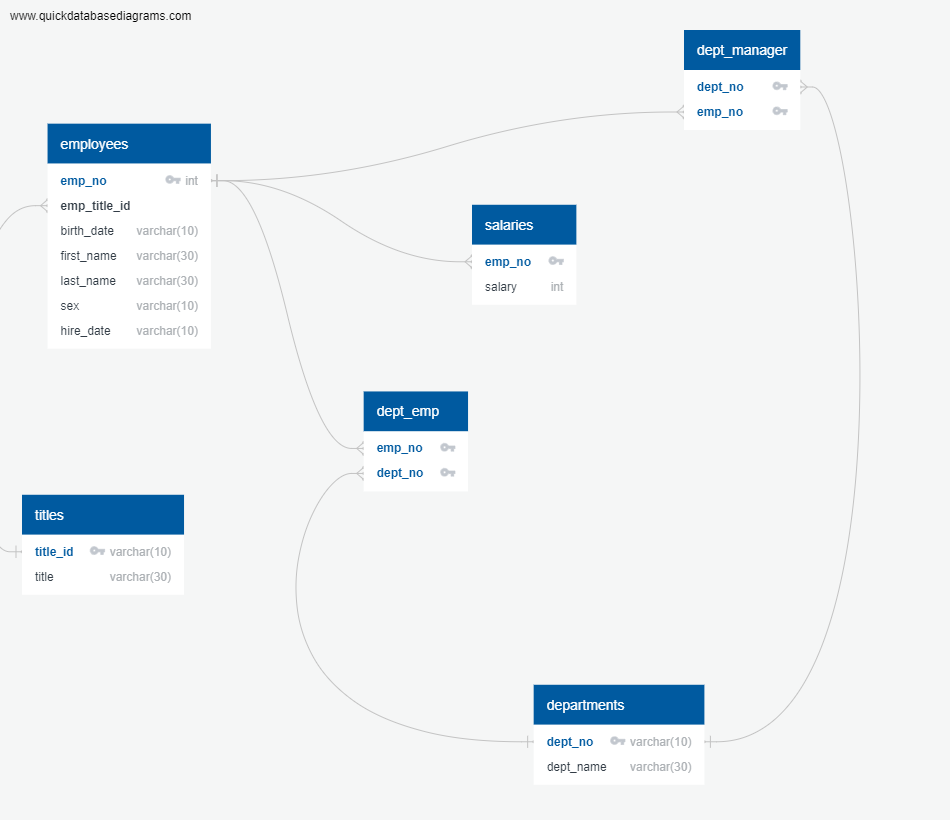 www.quickdatabasediagrams.com
dept_manager
dept_no
emp_no
employees
emp_no int
emp_title_id
birth_date varchar(10)
first_name varchar(30)
last_name varchar(30)
sex varchar(10)
hire_date varchar(10)
salaries
emp_no
salary int
dept_emp
emp_no
dept_no
titles
title_id varchar(10)
title varchar(30)
departments
dept_no varchar(10)
dept_name varchar(30)